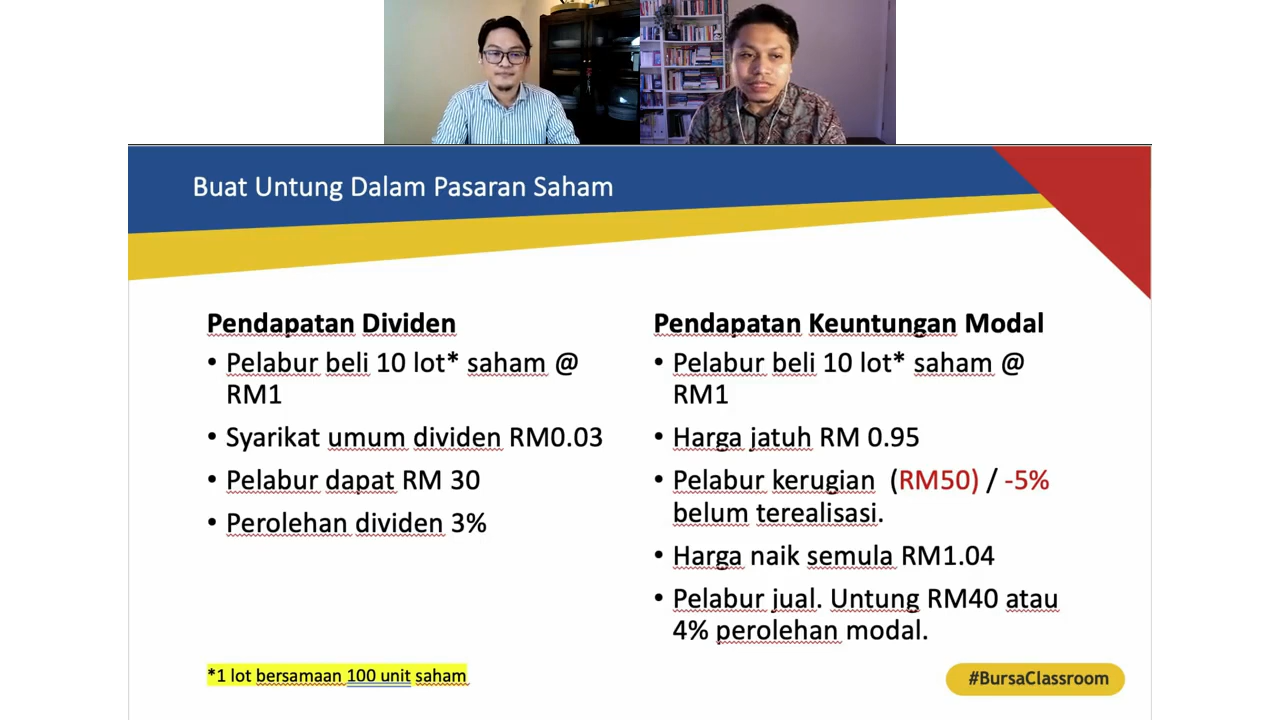 Buat Untung Dalam Pasaran Saham
Pendapatan Dividen
• Pelabur beli 10 lot* saham @
RM1
• Syarikat umum dividen RM0.03
• Pelabur dapat RM 30
• Perolehan dividen 3%
*1 lot bersamaan 100 unit saham
Pendapatan Keuntungan Modal
• Pelabur beli 10 lot* saham @
RM1
• Harga jatuh RM 0.95
• Pelabur kerugian (RM50) / -5%
belum terealisasi.
• Harga naik semula RM1.04
• Pelabur jual. Untung RM40 atau
4% perolehan modal.
#BursaClassroom